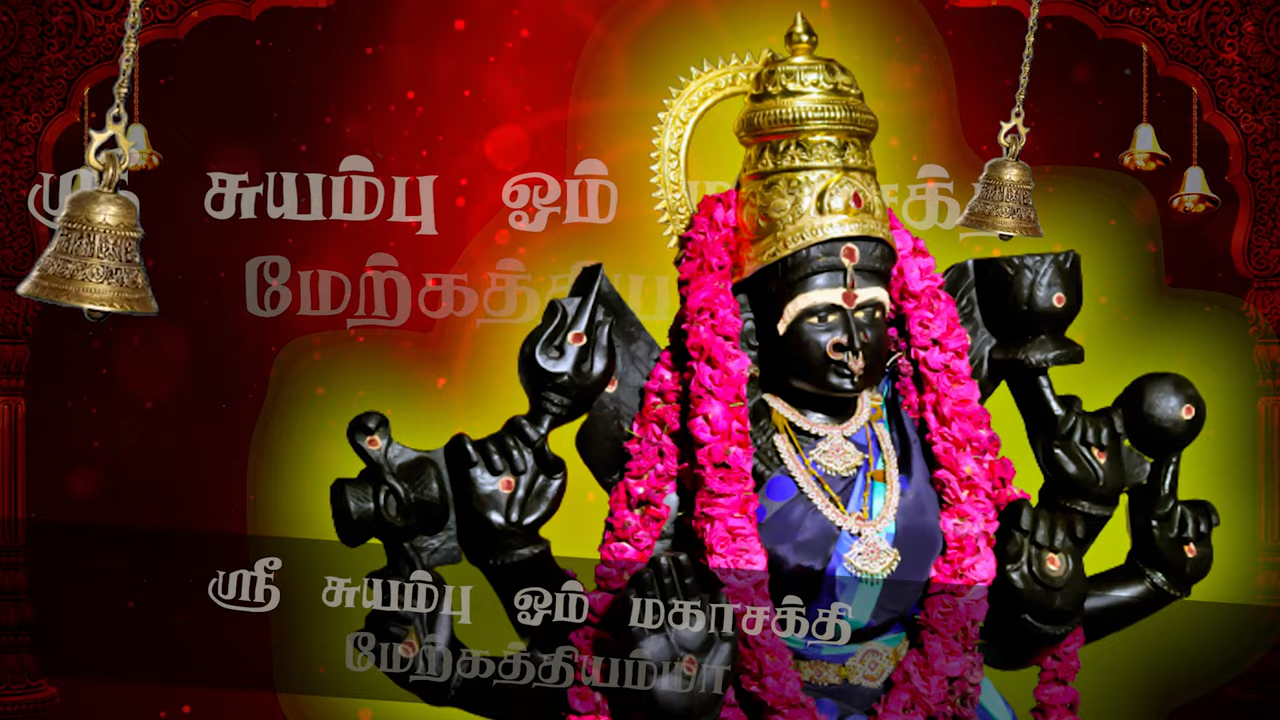 ஸ்ரீ சுயம்பு ஓம்
மேற்கத்திய
ஸ்ரீ சுயம்பு ஓம் மகாசக்தி
மேற்கத்தியம்மா